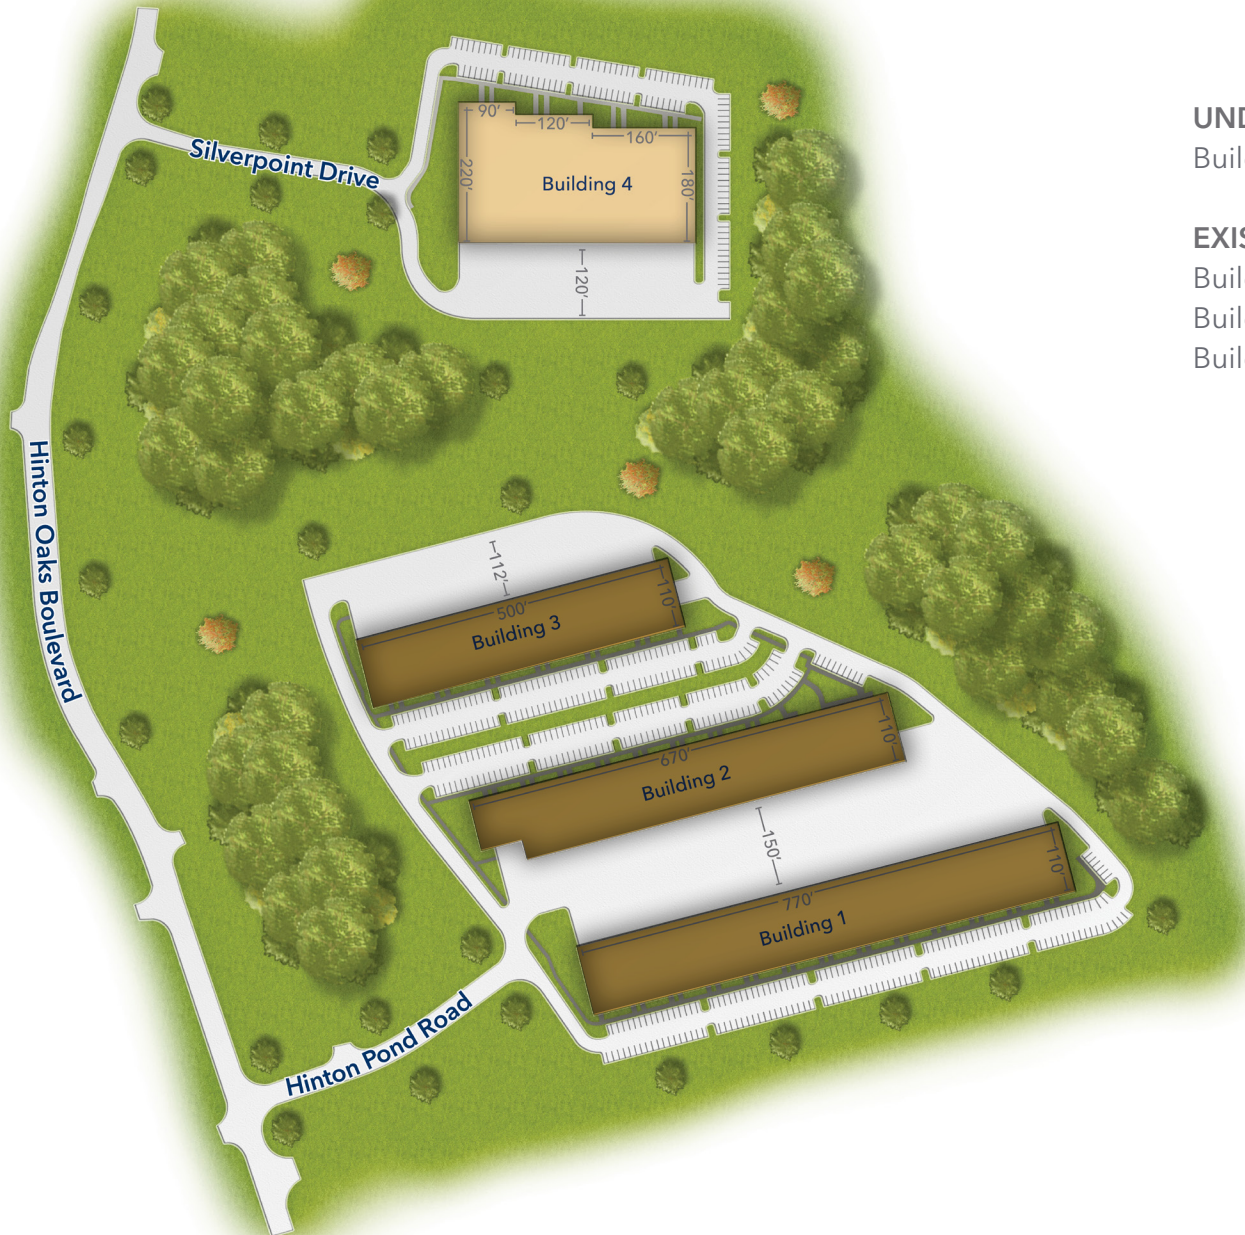 Silverpoint Drive
90'
120'
160'
220'
180'
Building 4
120'
Hinton Oaks Boulevard
112'
500'
110'
Building 3
670'
110'
Building 2
150'
770'
110'
Building 1
Hinton Pond Road
UND
Buil
EXIS
Buil
Buil
Buil